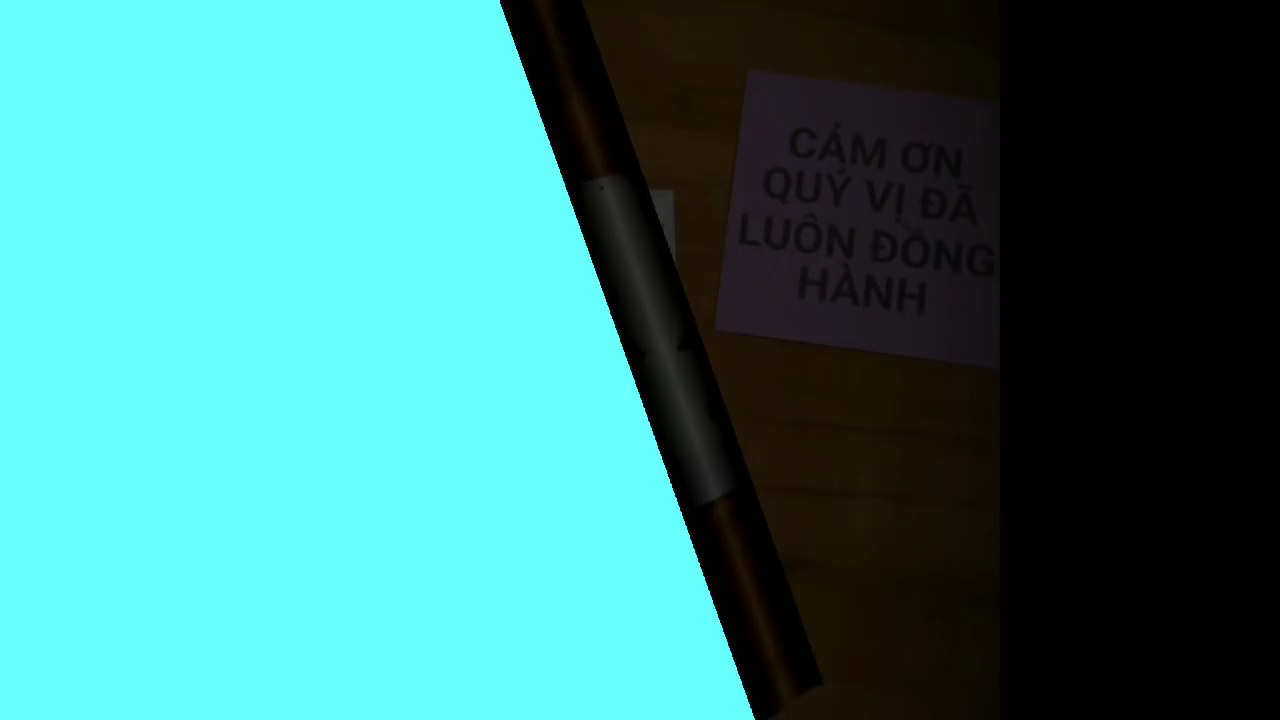 CẢM ƠN
QUÝ VỊ ĐÃ
LUÔN ĐỒNG
HÀNH